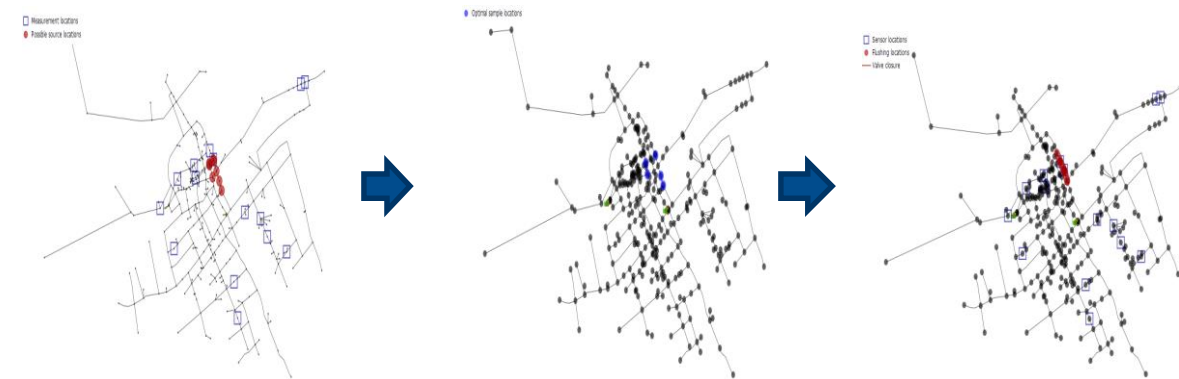 Measurement locations
Possible source locations
Optimal sample locations
Sensor locations
Flushing locations
Valve closure